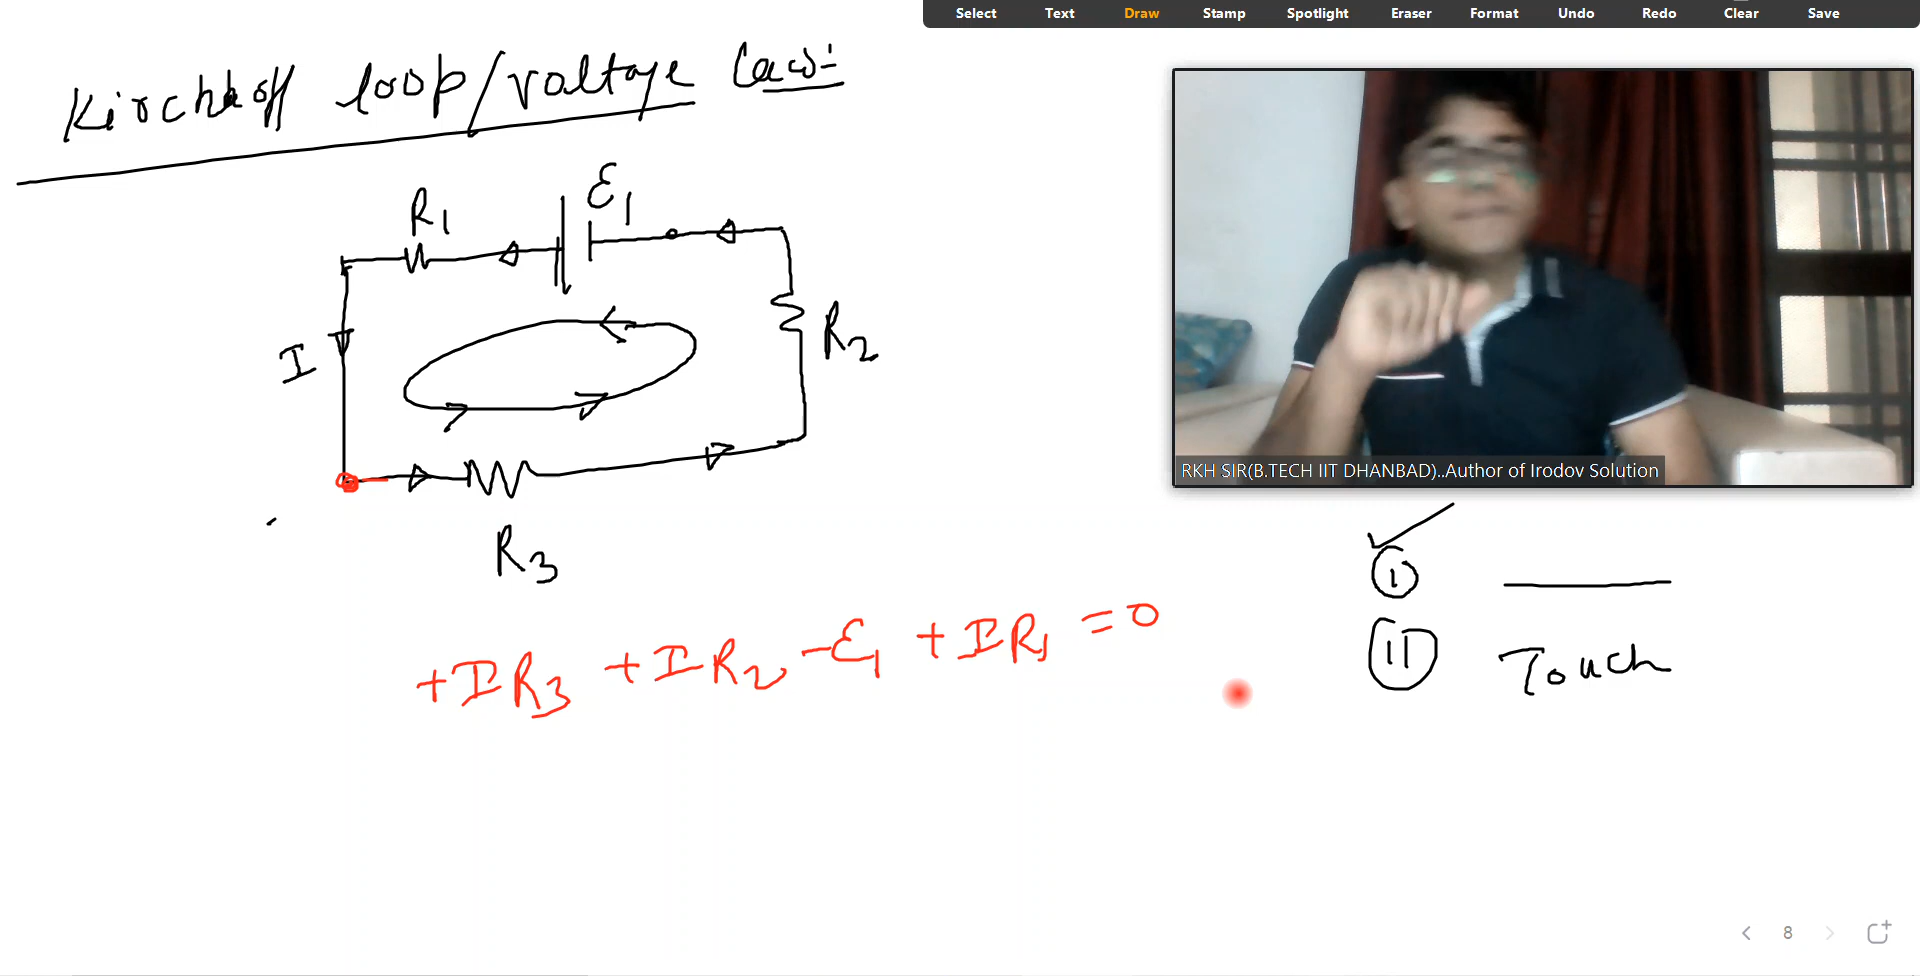 Select Text Draw Stamp Spotlight Eraser Format Undo Redo Clear Save
Kirchhoff loop/voltage Law:
R1
ε1
I
R2
R3
RKH SIR(B.TECH IIT DHANBAD)..Author of Irodov Solution
(I)
(II) Touch
+IR3 +IR2 -ε1 +IR1 =0
8